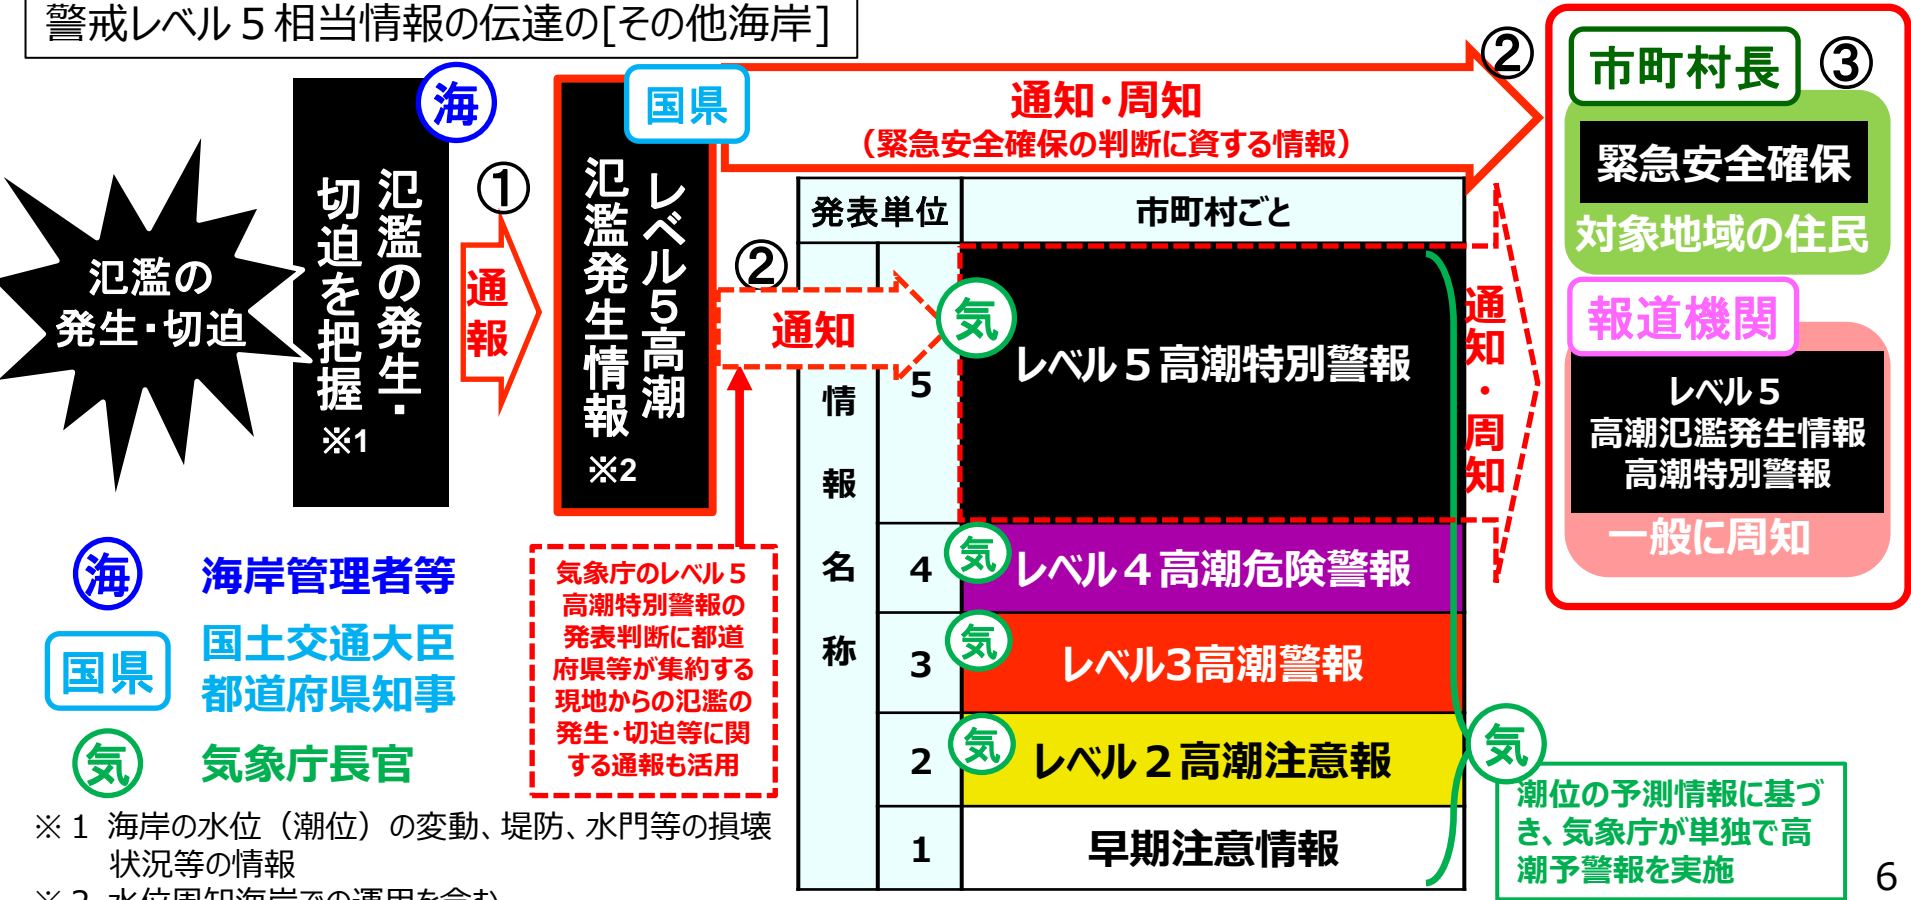 警戒レベル５相当情報の伝達の[その他海岸]
氾濫の
発生・切迫
海
氾濫の発生・
切迫を把握
※1
①
通
報
国県
レベル５高潮
氾濫発生情報
※2
②
通知・周知
（緊急安全確保の判断に資する情報）
②
通知
発表単位
市町村ごと
情
報
名
称
5
気
レベル５高潮特別警報
4
気
レベル４高潮危険警報
3
気
レベル3高潮警報
2
気
レベル２高潮注意報
1
早期注意情報
通
知
・
周
知
市町村長
③
緊急安全確保
対象地域の住民
報道機関
レベル５
高潮氾濫発生情報
高潮特別警報
一般に周知
気象庁のレベル５
高潮特別警報の
発表判断に都道
府県等が集約する
現地からの氾濫の
発生・切迫等に関
する通報も活用
海
海岸管理者等
国県
国土交通大臣
都道府県知事
気
気象庁長官
気
潮位の予測情報に基づ
き、気象庁が単独で高
潮予警報を実施
※１ 海岸の水位（潮位）の変動、堤防、水門等の損壊
状況等の情報
※２ 水位周知海岸での運用を含む
6